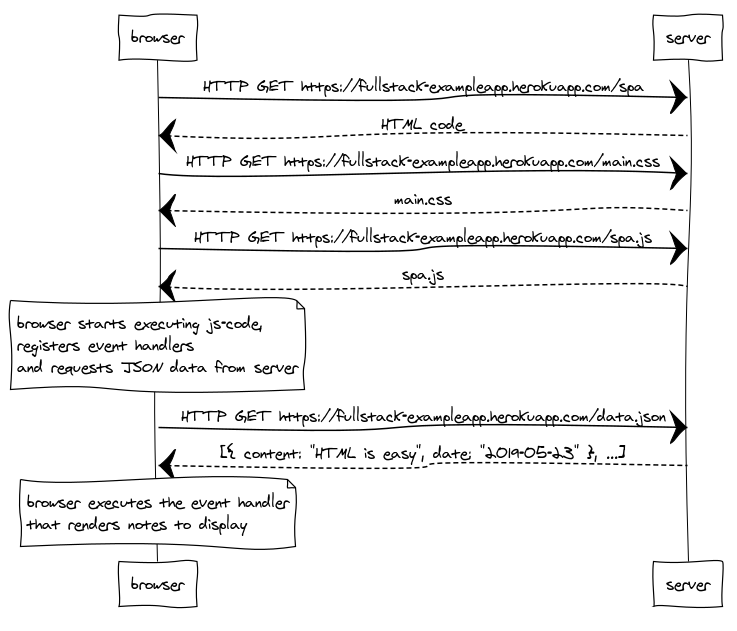 browser
server
HTTP GET https://fullstack-exampleapp.herokuapp.com/spa
HTML code
HTTP GET https://fullstack-exampleapp.herokuapp.com/main.css
main.css
HTTP GET https://fullstack-exampleapp.herokuapp.com/spa.js
spa.js
browser starts executing js-code,
registers event handlers
and requests JSON data from server
HTTP GET https://fullstack-exampleapp.herokuapp.com/data.json
[{ content: "HTML is easy", date: "2019-05-23" }, ...]
browser executes the event handler
that renders notes to display
browser
server